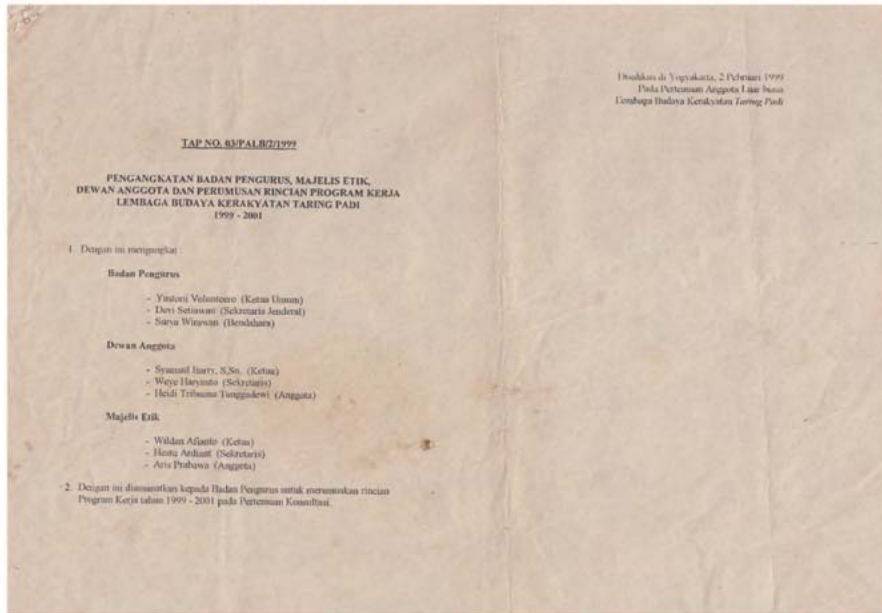 TAP NO. 03/PALB/2/1999
PENGANGKATAN BADAN PENGURUS, MAJELIS ETIK,
DEWAN ANGGOTA DAN PERUMUSAN RINCIAN PROGRAM KERJA
LEMBAGA BUDAYA KERAKYATAN TARING PADI
1999 - 2001
1. Dengan ini mengangkat :
Badan Pengurus
- Yustoni Volunteero (Ketua Umum)
- Dewi Setiawan (Sekretaris Jenderal)
- Surya Wirawan (Bendahara)
Dewan Anggota
- Syamsul Barry, S.Sn. (Ketua)
- Weye Haryanto (Sekretaris)
- Heidi Tribuana Tunggadewi (Anggota)
Majelis Etik
- Wildan Afianto (Ketua)
- Hestu Ardiant (Sekretaris)
- Aris Prabawa (Anggota)
2. Dengan ini diamanatkan kepada Badan Pengurus untuk merumuskan rincian
Program Kerja tahun 1999 - 2001 pada Pertemuan Konsultasi.
Disahkan di Yogyakarta, 2 Pebruari 1999
Pada Pertemuan Anggota Luar biasa
Lembaga Budaya Kerakyatan Taring Padi